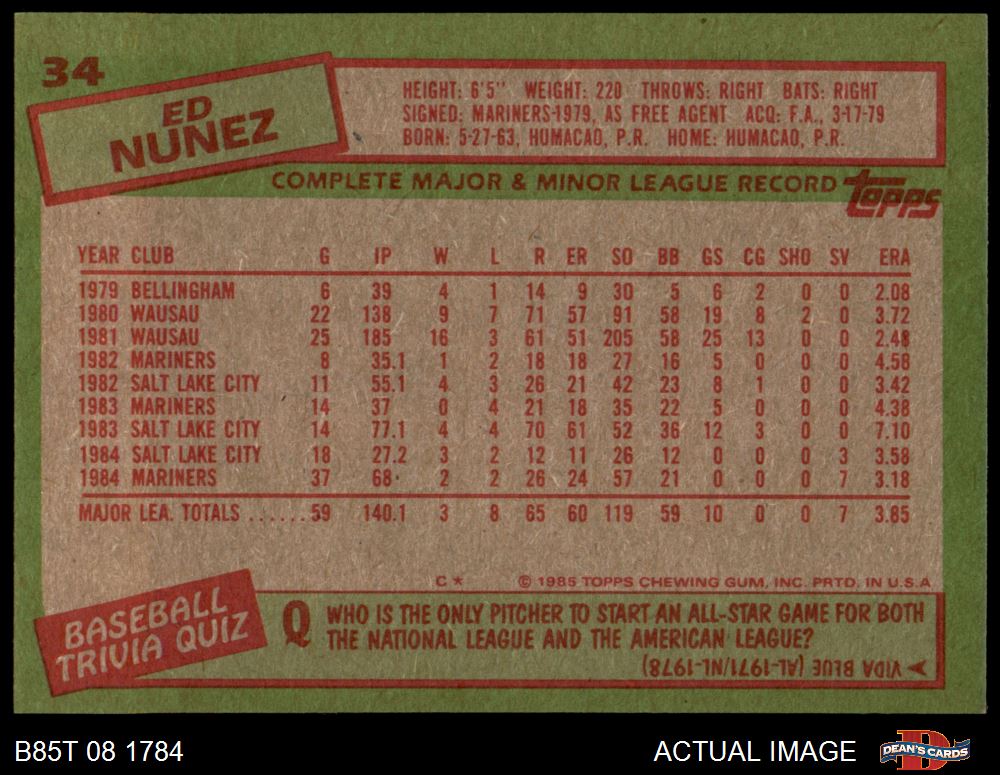 34
ED
NUNEZ
HEIGHT: 6'5" WEIGHT: 220 THROWS: RIGHT BATS: RIGHT
SIGNED: MARINERS-1979, AS FREE AGENT ACQ: F.A., 3-17-79
BORN: 5-27-63, HUMACAO, P.R. HOME: HUMACAO, P.R.
COMPLETE MAJOR & MINOR LEAGUE RECORD topps
YEAR CLUB G IP W L R ER SO BB GS CG SHO SV ERA
1979 BELLINGHAM 6 39 4 1 14 9 30 5 6 2 0 0 2.08
1980 WAUSAU 22 138 9 7 71 57 91 58 19 8 2 0 3.72
1981 WAUSAU 25 185 16 3 61 51 205 58 25 13 0 0 2.48
1982 MARINERS 8 35.1 1 2 18 18 27 16 5 0 0 0 4.58
1982 SALT LAKE CITY 11 55.1 4 3 26 21 42 23 8 1 0 0 3.42
1983 MARINERS 14 37 0 4 21 18 35 22 5 0 0 0 4.38
1983 SALT LAKE CITY 14 77.1 4 4 70 61 52 36 12 3 0 0 7.10
1984 SALT LAKE CITY 18 27.2 3 2 12 11 26 12 0 0 0 3 3.58
1984 MARINERS 37 68 2 2 26 24 57 21 0 0 0 7 3.18
MAJOR LEA. TOTALS ......59 140.1 3 8 65 60 119 59 10 0 0 7 3.85
C* © 1985 TOPPS CHEWING GUM, INC. PRTD. IN U.S.A
BASEBALL
TRIVIA QUIZ
Q WHO IS THE ONLY PITCHER TO START AN ALL-STAR GAME FOR BOTH
THE NATIONAL LEAGUE AND THE AMERICAN LEAGUE?
VIDA BLUE (AL-1971/NL-1978)
B85T 08 1784
ACTUAL IMAGE
D
DEAN'S CARDS